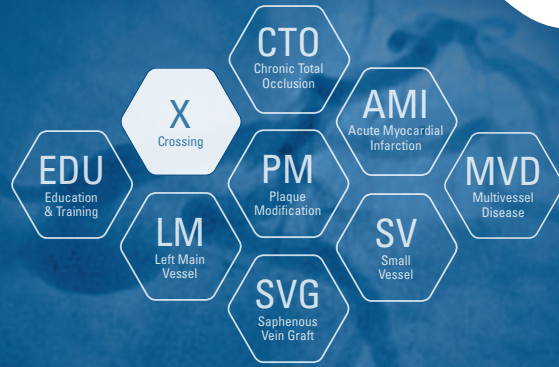 CTO
Chronic Total
Occlusion
X
Crossing
AMI
Acute Myocardial
Infarction
EDU
Education
& Training
PM
Plaque
Modification
MVD
Multivessel
Disease
LM
Left Main
Vessel
SV
Small
Vessel
SVG
Saphenous
Vein Graft